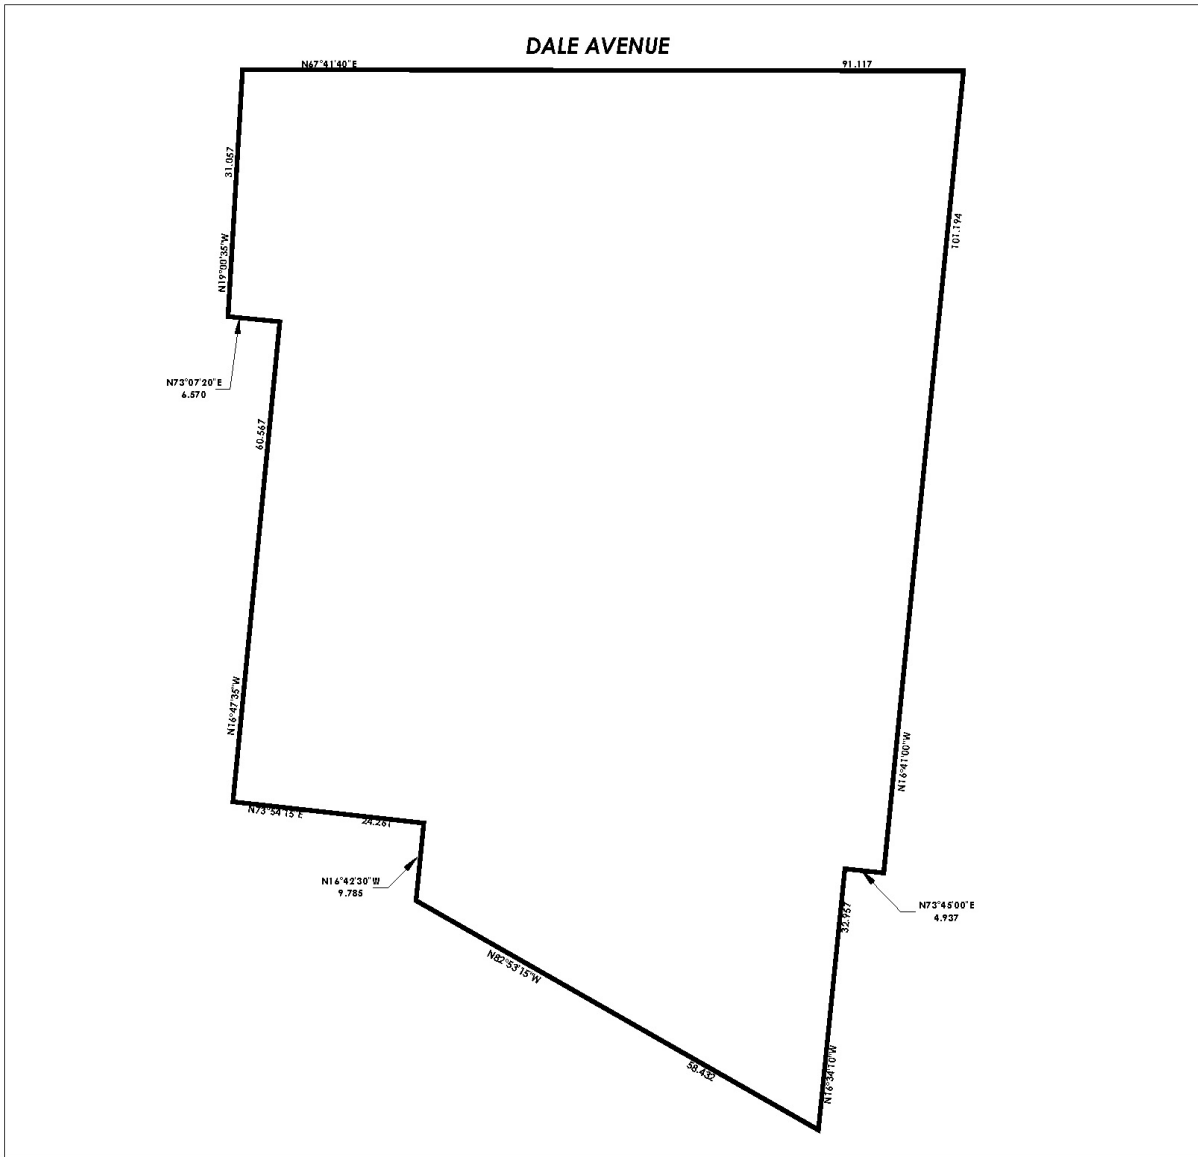 DALE AVENUE
N67°41'40"E
91.117
31.057
N19°00'35"W
101.194
N73°07'20"E
6.570
60.567
N16°47'35"W
N16°41'00"W
N73°54'15"E
24.261
N16°42'30"W
9.785
N73°45'00"E
4.937
32.957
N82°53'15"W
58.432
N16°34'10"W